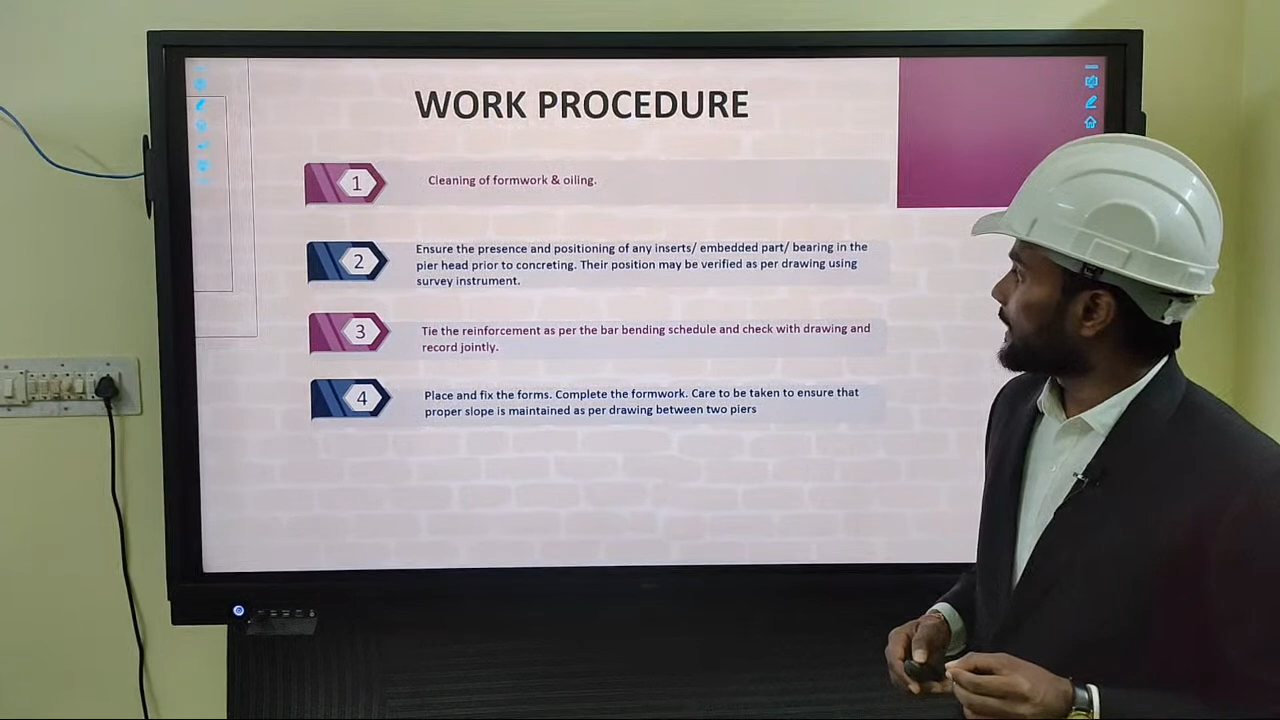 WORK PROCEDURE
1
Cleaning of formwork & oiling.
2
Ensure the presence and positioning of any inserts/ embedded part/ bearing in the
pier head prior to concreting. Their position may be verified as per drawing using
survey instrument.
3
Tie the reinforcement as per the bar bending schedule and check with drawing and
record jointly.
4
Place and fix the forms. Complete the formwork. Care to be taken to ensure that
proper slope is maintained as per drawing between two piers